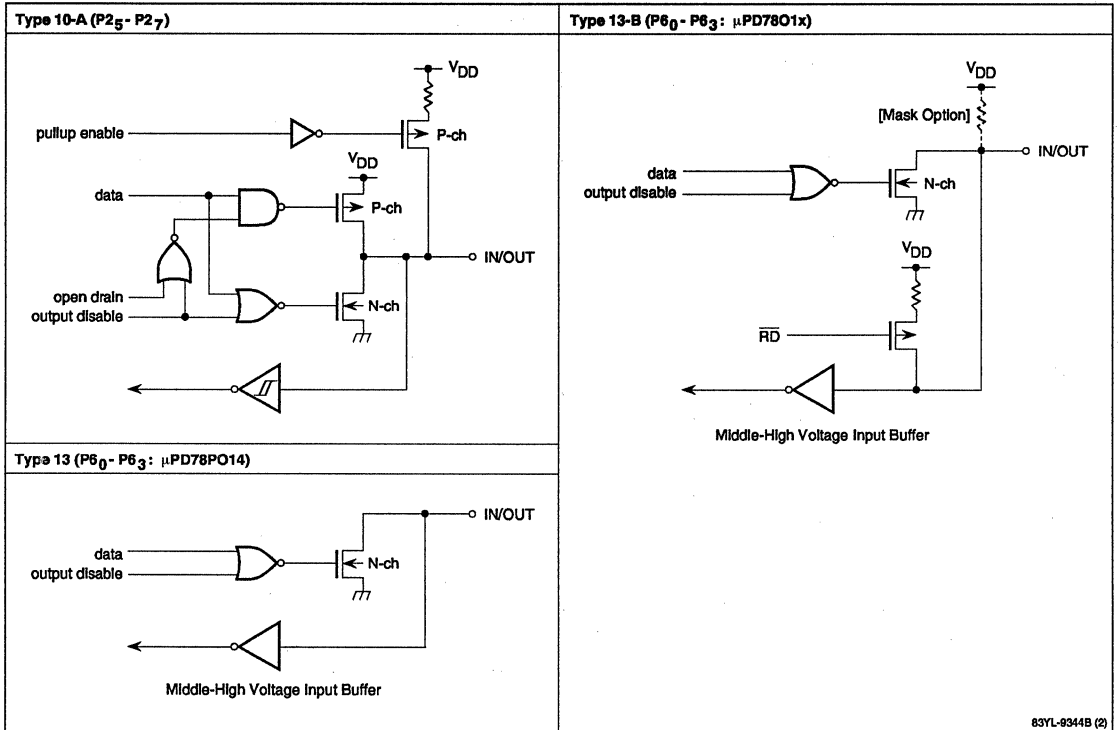 Type 10-A (P2₅ - P2₇)
VDD
pullup enable
P-ch
VDD
data
P-ch
IN/OUT
open drain
output disable
N-ch
Type 13 (P6₀ - P6₃: µPD78PO14)
IN/OUT
data
output disable
N-ch
Middle-High Voltage Input Buffer
Type 13-B (P6₀ - P6₃: µPD78O1x)
VDD
[Mask Option]
IN/OUT
data
output disable
N-ch
VDD
RD
Middle-High Voltage Input Buffer
83YL-9344B (2)